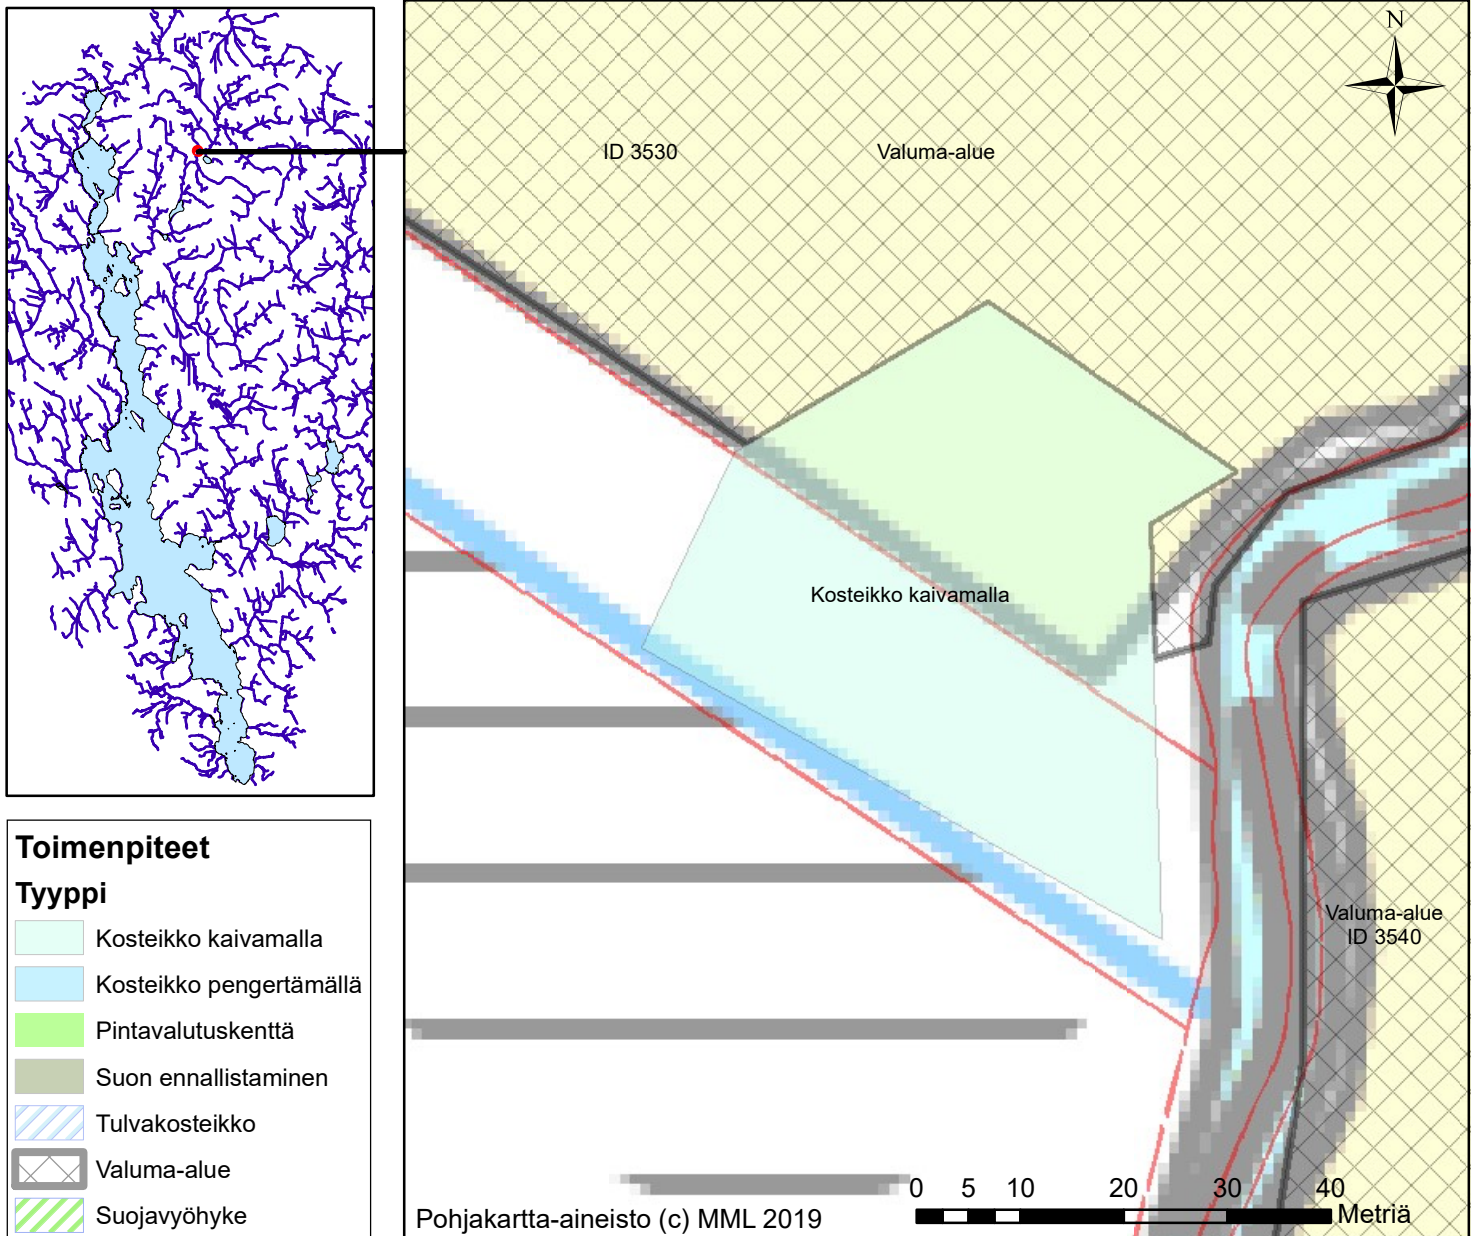 N
ID 3530
Valuma-alue
Kosteikko kaivamalla
Valuma-alue
ID 3540
Toimenpiteet
Tyyppi
Kosteikko kaivamalla
Kosteikko pengertämällä
Pintavalutuskenttä
Suon ennallistaminen
Tulvakosteikko
Valuma-alue
Suojavyöhyke
0 5 10 20 30 40
Metriä
Pohjakartta-aineisto (c) MML 2019